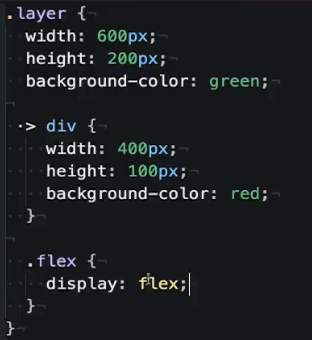 .layer {
  width: 600px;
  height: 200px;
  background-color: green;

  > div {
    width: 400px;
    height: 100px;
    background-color: red;
  }

  .flex {
    display: flex;
  }
}